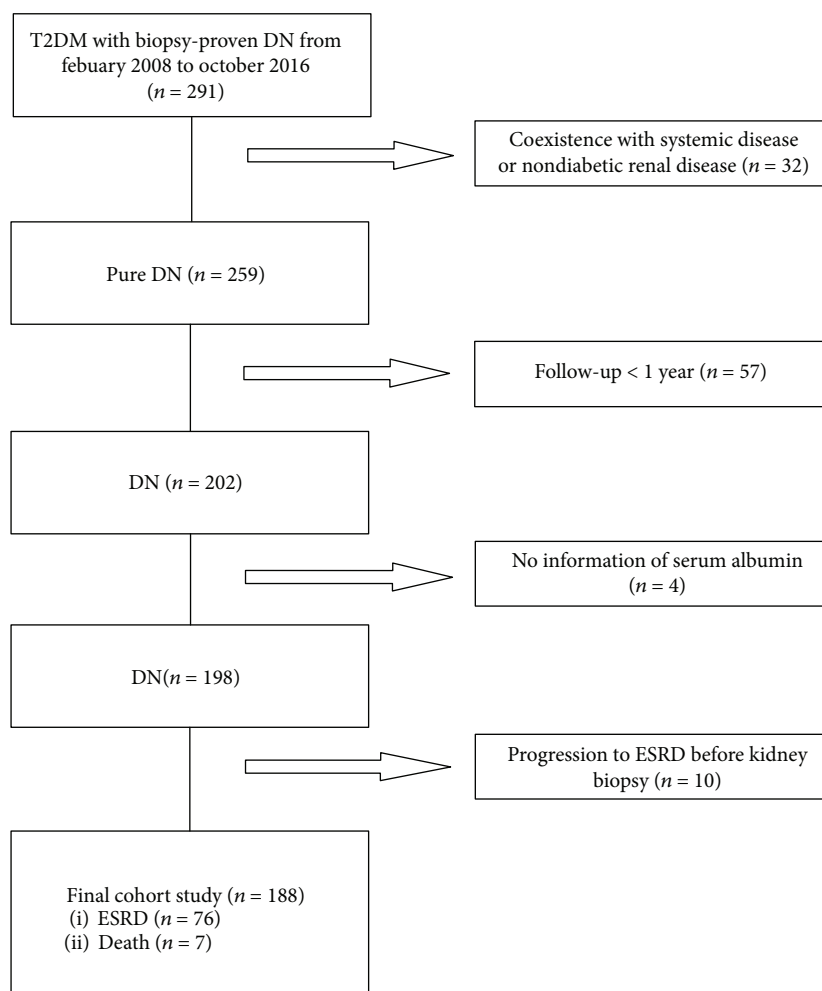 T2DM with biopsy-proven DN from
febuary 2008 to october 2016
(n = 291)
Coexistence with systemic disease
or nondiabetic renal disease (n = 32)
Pure DN (n = 259)
Follow-up < 1 year (n = 57)
DN (n = 202)
No information of serum albumin
(n = 4)
DN(n = 198)
Progression to ESRD before kidney
biopsy (n = 10)
Final cohort study (n = 188)
(i) ESRD (n = 76)
(ii) Death (n = 7)